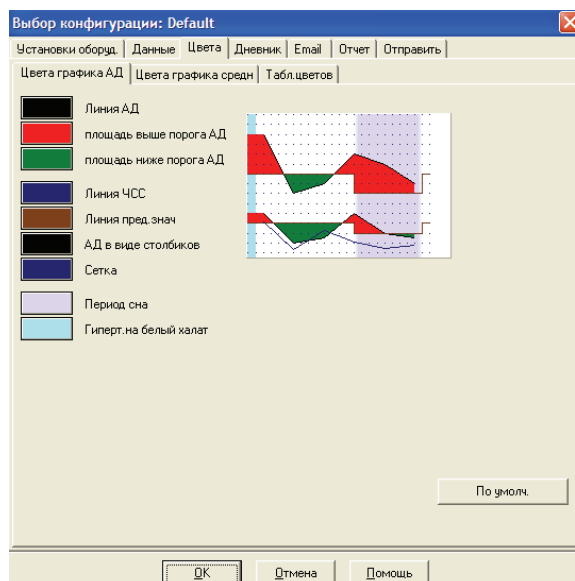 Выбор конфигурации: Default
Установки оборуд. Данные Цвета Дневник Email Отчет Отправить
Цвета графика АД Цвета графика средн Табл.цветов
Линия АД
площадь выше порога АД
площадь ниже порога АД
Линия ЧСС
Линия пред.знач
АД в виде столбиков
Сетка
Период сна
Гиперт.на белый халат
По умолч.
OK Отмена Помощь